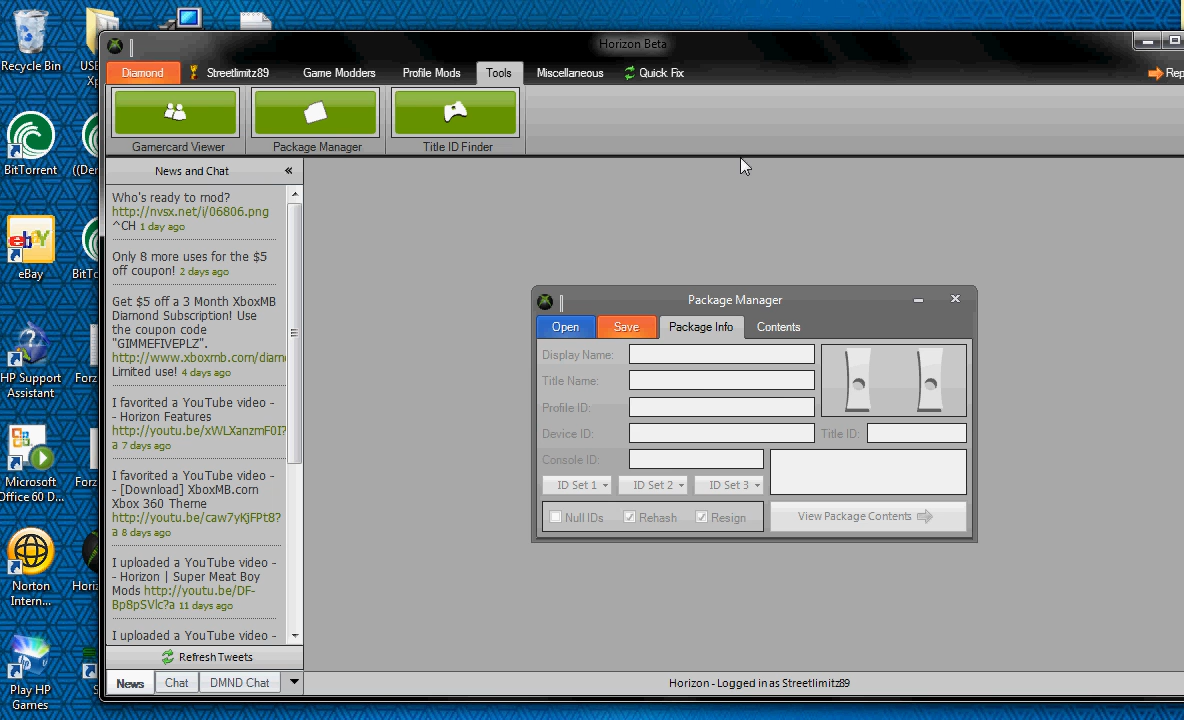 Recycle Bin
BitTorrent
ebY
eBay
HP Support
Assistant
Microsoft
Office 60 D...
Norton
Intern...
Play HP
Games
Horizon Beta
Diamond
Streetlimitz89
Game Modders
Profile Mods
Tools
Miscellaneous
Quick Fix
Rep
Gamercard Viewer
Package Manager
Title ID Finder
News and Chat
«
Who's ready to mod?
http://nvsx.net/i/06806.png
^CH 1 day ago
Only 8 more uses for the $5
off coupon! 2 days ago
Get $5 off a 3 Month XboxMB
Diamond Subscription! Use
the coupon code
"GIMMEFIVEPLZ".
http://www.xboxmb.com/diam
Limited use! 4 days ago
I favorited a YouTube video -
- Horizon Features
http://youtu.be/xWLXanzmF0I?
a 7 days ago
I favorited a YouTube video -
- [Download] XboxMB.com
Xbox 360 Theme
http://youtu.be/caw7yKjFPt8?
a 8 days ago
I uploaded a YouTube video -
- Horizon | Super Meat Boy
Mods http://youtu.be/DF-
Bp8pSVlc?a 11 days ago
I uploaded a YouTube video -
Refresh Tweets
News
Chat
DMND Chat
Package Manager
Open
Save
Package Info
Contents
Display Name:
Title Name:
Profile ID:
Device ID:
Title ID:
Console ID:
ID Set 1
ID Set 2
ID Set 3
Null IDs
Rehash
Resign
View Package Contents
Horizon - Logged in as Streetlimitz89